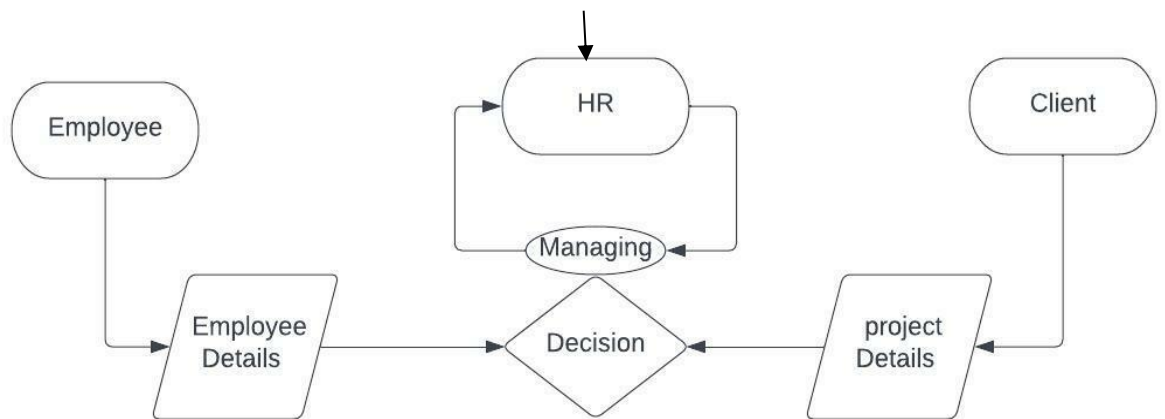 HR
Client
Employee
Managing
Employee
Details
Decision
project
Details